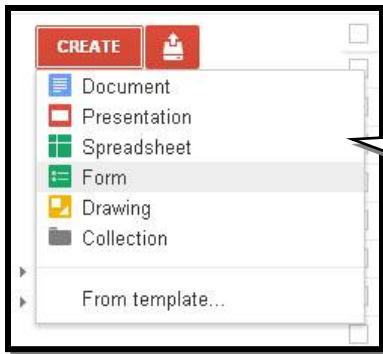 CREATE
Document
Presentation
Spreadsheet
Form
Drawing
Collection
From template...